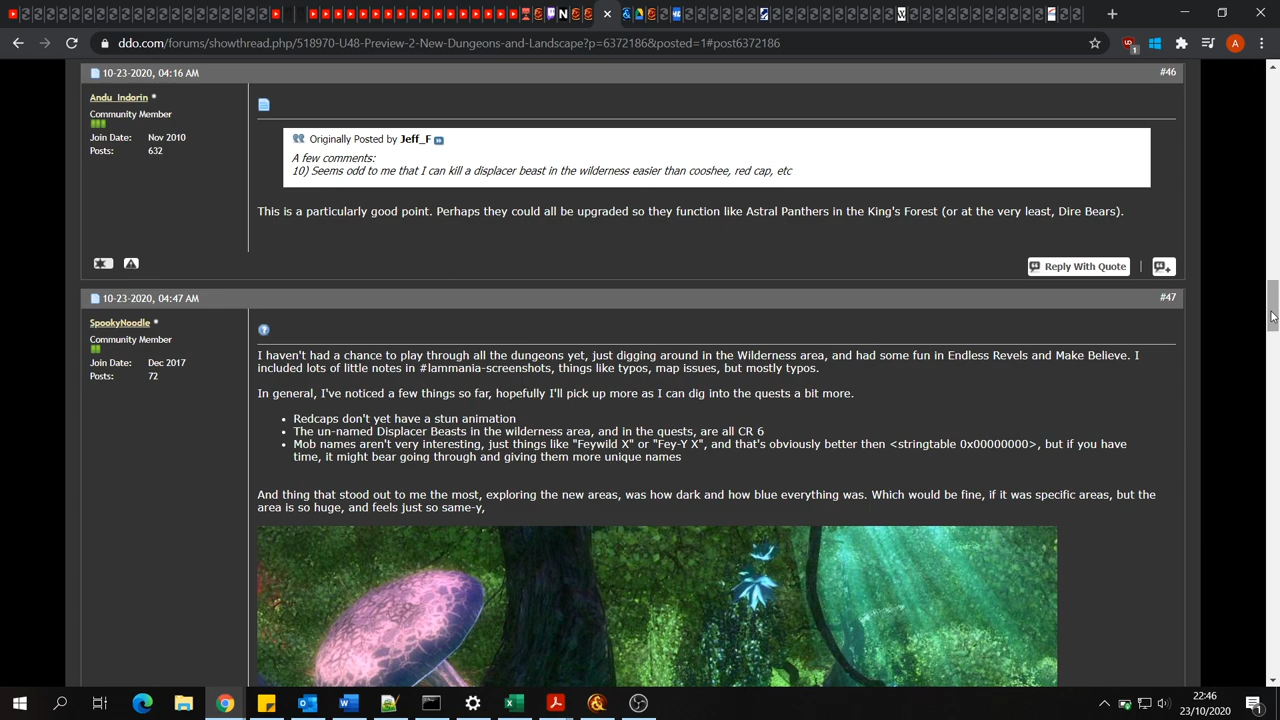 ddo.com/forums/showthread.php/518970-U48-Preview-2-New-Dungeons-and-Landscape?p=6372186&posted=1#post6372186
10-23-2020, 04:16 AM
#46
Andu_Indorin
Community Member
Join Date: Nov 2010
Posts: 632
Originally Posted by Jeff_F
A few comments:
10) Seems odd to me that I can kill a displacer beast in the wilderness easier than cooshee, red cap, etc
This is a particularly good point. Perhaps they could all be upgraded so they function like Astral Panthers in the King's Forest (or at the very least, Dire Bears).
Reply With Quote
10-23-2020, 04:47 AM
#47
SpookyNoodle
Community Member
Join Date: Dec 2017
Posts: 72
I haven't had a chance to play through all the dungeons yet, just digging around in the Wilderness area, and had some fun in Endless Revels and Make Believe. I
included lots of little notes in #lammania-screenshots, things like typos, map issues, but mostly typos.
In general, I've noticed a few things so far, hopefully I'll pick up more as I can dig into the quests a bit more.
• Redcaps don't yet have a stun animation
• The un-named Displacer Beasts in the wilderness area, and in the quests, are all CR 6
• Mob names aren't very interesting, just things like "Feywild X" or "Fey-Y X", and that's obviously better then <stringtable 0x00000000>, but if you have
time, it might bear going through and giving them more unique names
And thing that stood out to me the most, exploring the new areas, was how dark and how blue everything was. Which would be fine, if it was specific areas, but the
area is so huge, and feels just so same-y,
22:46
23/10/2020